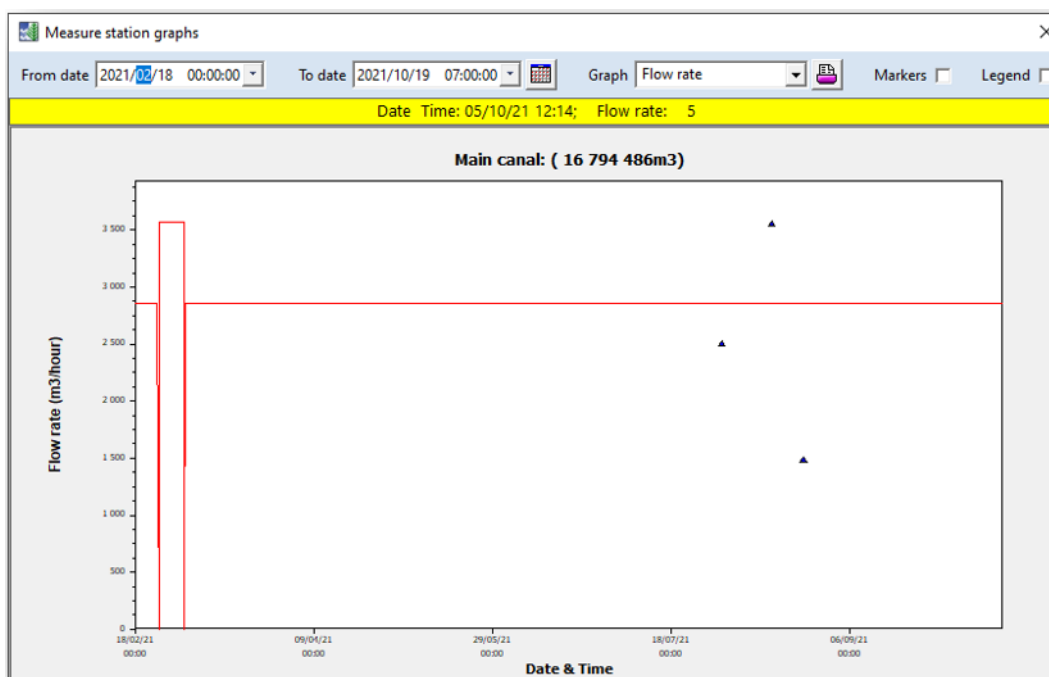 Measure station graphs
From date 2021/02/18 00:00:00 To date 2021/10/19 07:00:00 Graph Flow rate Markers Legend
Date Time: 05/10/21 12:14; Flow rate: 5
Main canal: ( 16 794 486m3)
Flow rate (m3/hour)
3 500
3 000
2 500
2 000
1 500
1 000
500
0
18/02/21 09/04/21 29/05/21 18/07/21 06/09/21
00:00 00:00 00:00 00:00 00:00
Date & Time